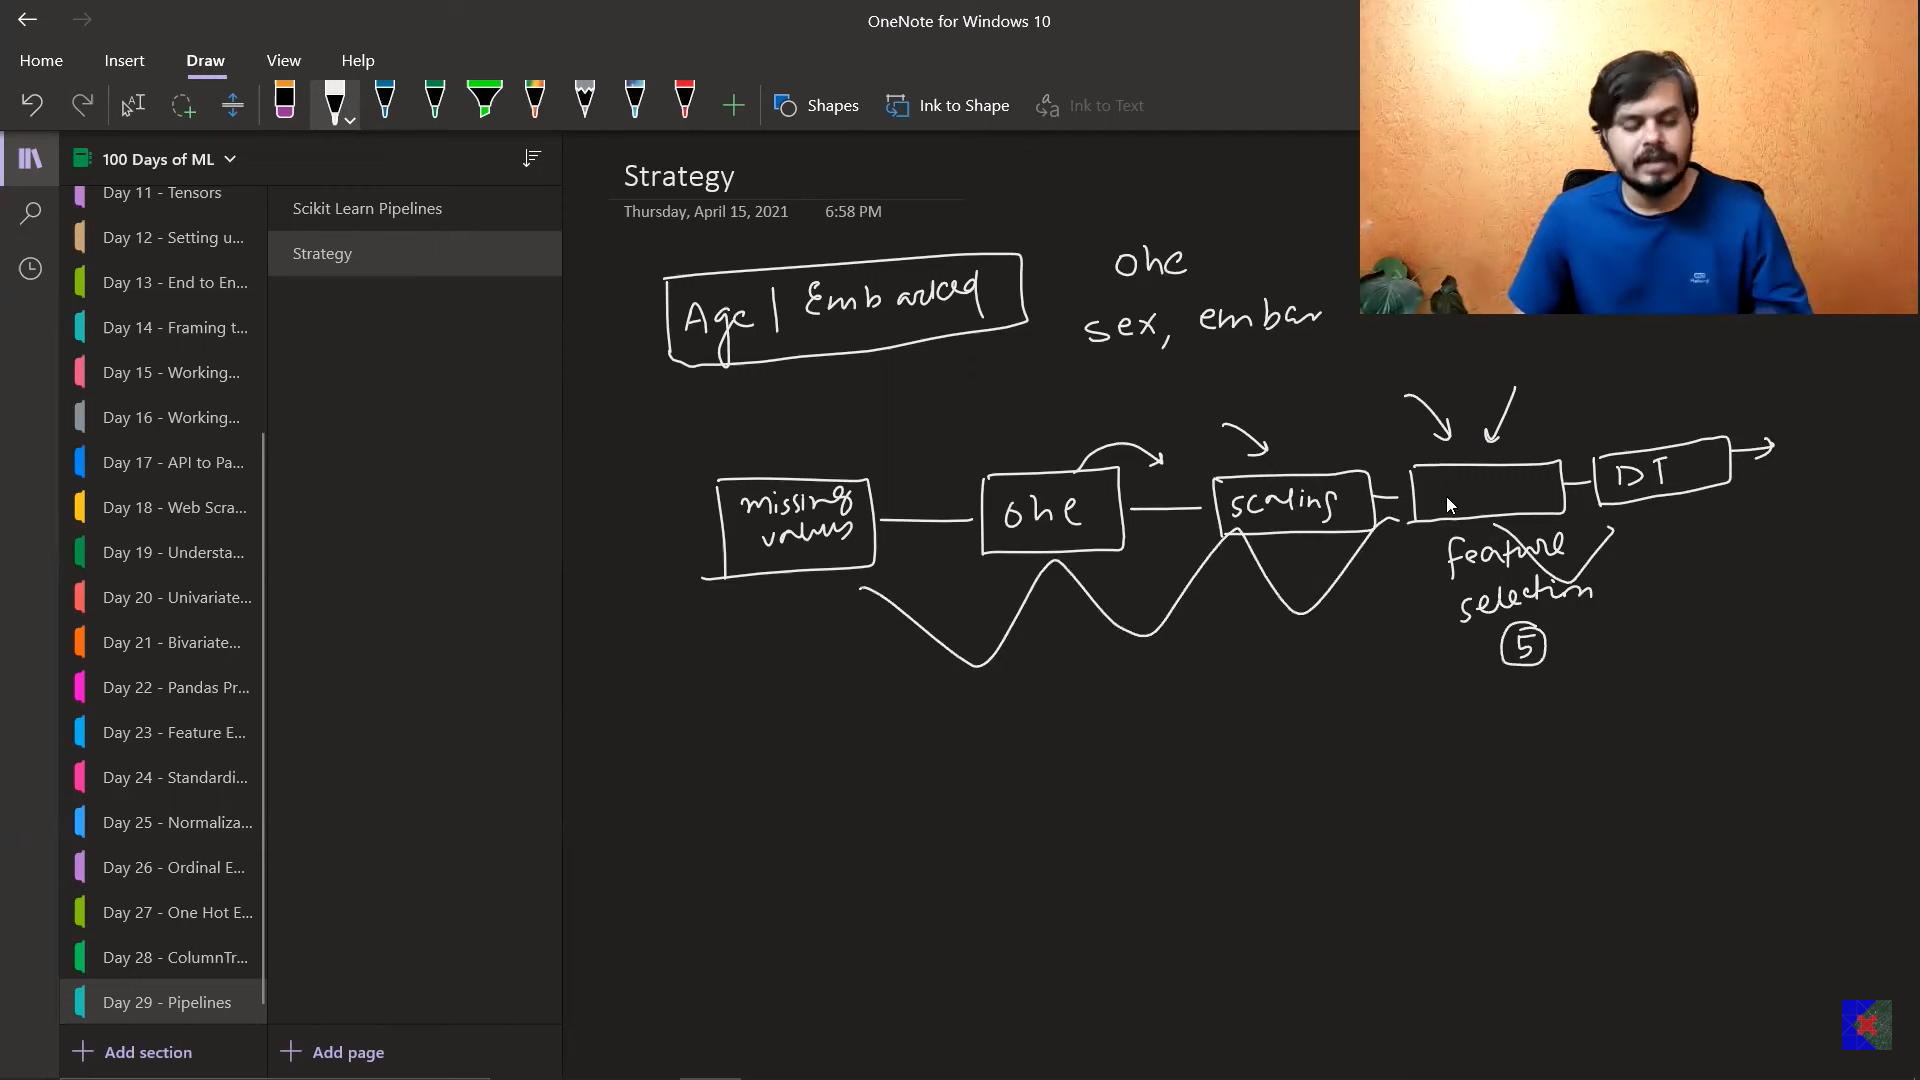 OneNote for Windows 10
Home
Insert
Draw
View
Help
Shapes
Ink to Shape
Ink to Text
100 Days of ML
Day 11 - Tensors
Day 12 - Setting u...
Day 13 - End to En...
Day 14 - Framing t...
Day 15 - Working...
Day 16 - Working...
Day 17 - API to Pa...
Day 18 - Web Scra...
Day 19 - Understa...
Day 20 - Univariate...
Day 21 - Bivariate...
Day 22 - Pandas Pr...
Day 23 - Feature E...
Day 24 - Standardi...
Day 25 - Normaliza...
Day 26 - Ordinal E...
Day 27 - One Hot E...
Day 28 - ColumnTr...
Day 29 - Pipelines
Add section
Scikit Learn Pipelines
Strategy
Add page
Strategy
Thursday, April 15, 2021 6:58 PM
Age | Embarked
ohe
sex, embar
missing
values
ohe
scaling
DT
feature
selection
5